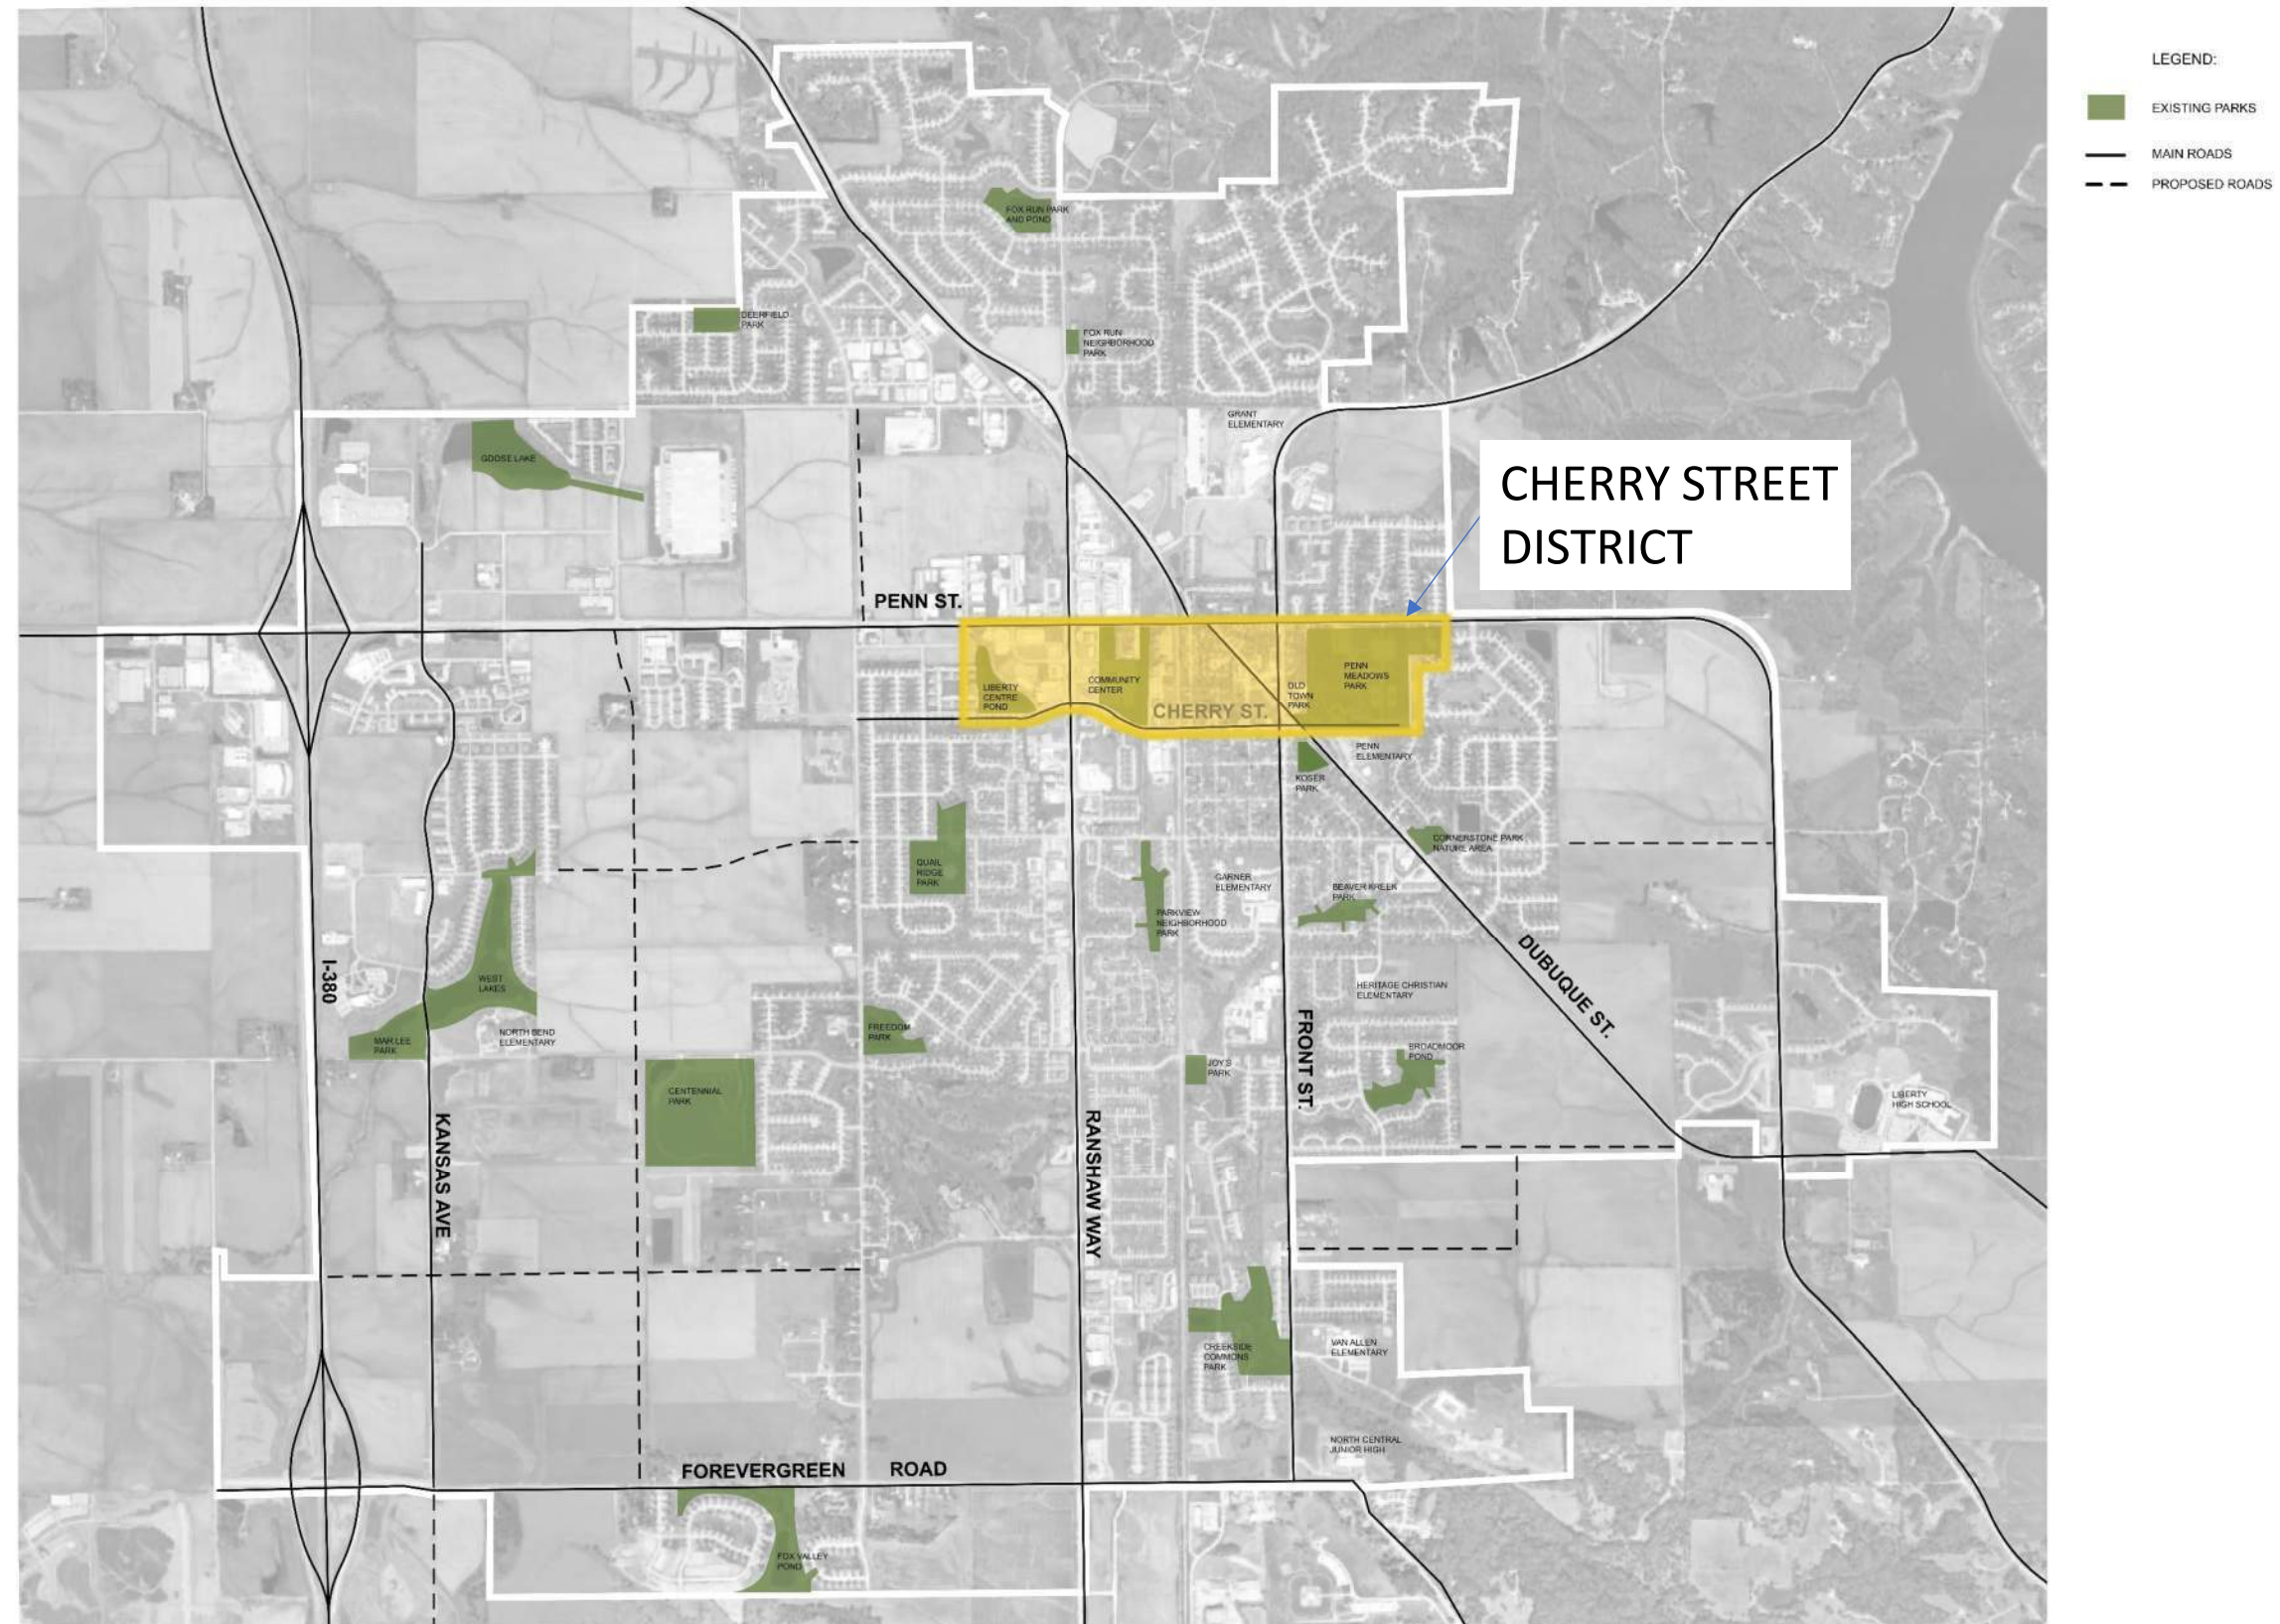 LEGEND:
EXISTING PARKS
MAIN ROADS
PROPOSED ROADS
FOX RUN PARK
AND POND
DEERFIELD
PARK
FOX RUN
NEIGHBORHOOD
PARK
GRANT
ELEMENTARY
GOOSE LAKE
CHERRY STREET
DISTRICT
PENN ST.
LIBERTY
CENTRE
POND
COMMUNITY
CENTER
CHERRY ST.
OLD
TOWN
PARK
PENN
MEADOWS
PARK
PENN
ELEMENTARY
KOSER
PARK
CORNERSTONE PARK
NATURE AREA
QUAIL
RIDGE
PARK
GARNER
ELEMENTARY
BEAVER KREEK
PARK
PARKVIEW
NEIGHBORHOOD
PARK
DUBUQUE ST.
I-380
WEST
LAKES
HERITAGE CHRISTIAN
ELEMENTARY
NORTH BEND
ELEMENTARY
MAR LEE
PARK
FREEDOM
PARK
FRONT ST.
BROADMOOR
POND
JOY'S
PARK
CENTENNIAL
PARK
LIBERTY
HIGH SCHOOL
KANSAS AVE
RANSHAW WAY
CREEKSIDE
COMMONS
PARK
VAN ALLEN
ELEMENTARY
NORTH CENTRAL
JUNIOR HIGH
FOREVERGREEN ROAD
FOX VALLEY
POND